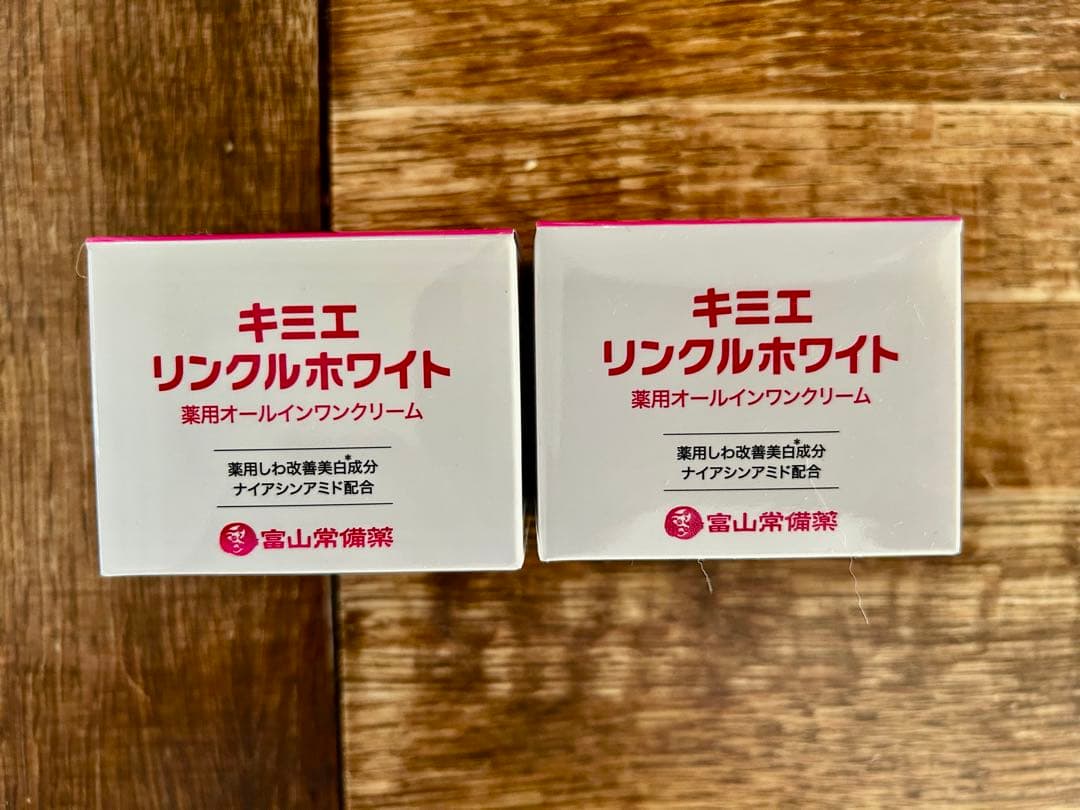 キミエ
リンクルホワイト
薬用オールインワンクリーム
薬用しわ改善美白*成分
ナイアシンアミド配合
富山常備薬
キミエ
リンクルホワイト
薬用オールインワンクリーム
薬用しわ改善美白*成分
ナイアシンアミド配合
富山常備薬